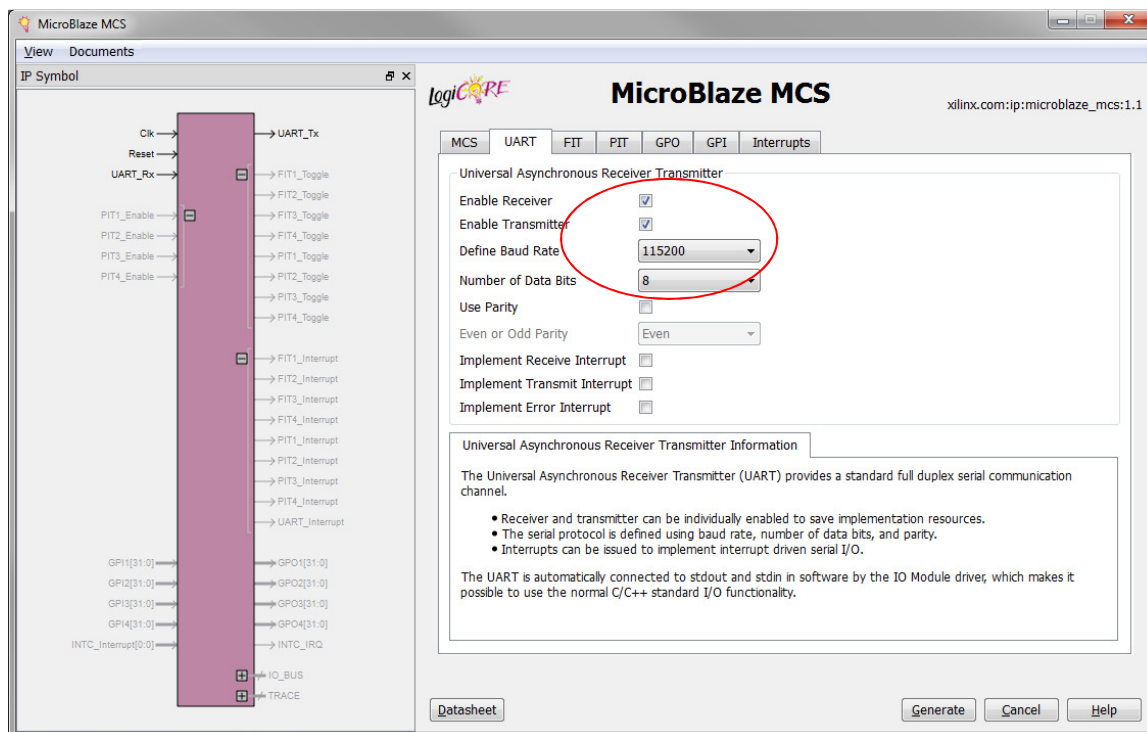 MicroBlaze MCS
View Documents
IP Symbol
Clk
Reset
UART_Rx
PIT1_Enable
PIT2_Enable
PIT3_Enable
PIT4_Enable
GPI1[31:0]
GPI2[31:0]
GPI3[31:0]
GPI4[31:0]
INTC_Interrupt[0:0]
UART_Tx
FIT1_Toggle
FIT2_Toggle
FIT3_Toggle
FIT4_Toggle
PIT1_Toggle
PIT2_Toggle
PIT3_Toggle
PIT4_Toggle
FIT1_Interrupt
FIT2_Interrupt
FIT3_Interrupt
FIT4_Interrupt
PIT1_Interrupt
PIT2_Interrupt
PIT3_Interrupt
PIT4_Interrupt
UART_Interrupt
GPO1[31:0]
GPO2[31:0]
GPO3[31:0]
GPO4[31:0]
INTC_IRQ
IO_BUS
TRACE
LogiCORE
MicroBlaze MCS
xilinx.com:ip:microblaze_mcs:1.1
MCS UART FIT PIT GPO GPI Interrupts
Universal Asynchronous Receiver Transmitter
Enable Receiver
Enable Transmitter
Define Baud Rate 115200
Number of Data Bits 8
Use Parity
Even or Odd Parity Even
Implement Receive Interrupt
Implement Transmit Interrupt
Implement Error Interrupt
Universal Asynchronous Receiver Transmitter Information
The Universal Asynchronous Receiver Transmitter (UART) provides a standard full duplex serial communication
channel.
• Receiver and transmitter can be individually enabled to save implementation resources.
• The serial protocol is defined using baud rate, number of data bits, and parity.
• Interrupts can be issued to implement interrupt driven serial I/O.
The UART is automatically connected to stdout and stdin in software by the IO Module driver, which makes it
possible to use the normal C/C++ standard I/O functionality.
Datasheet Generate Cancel Help